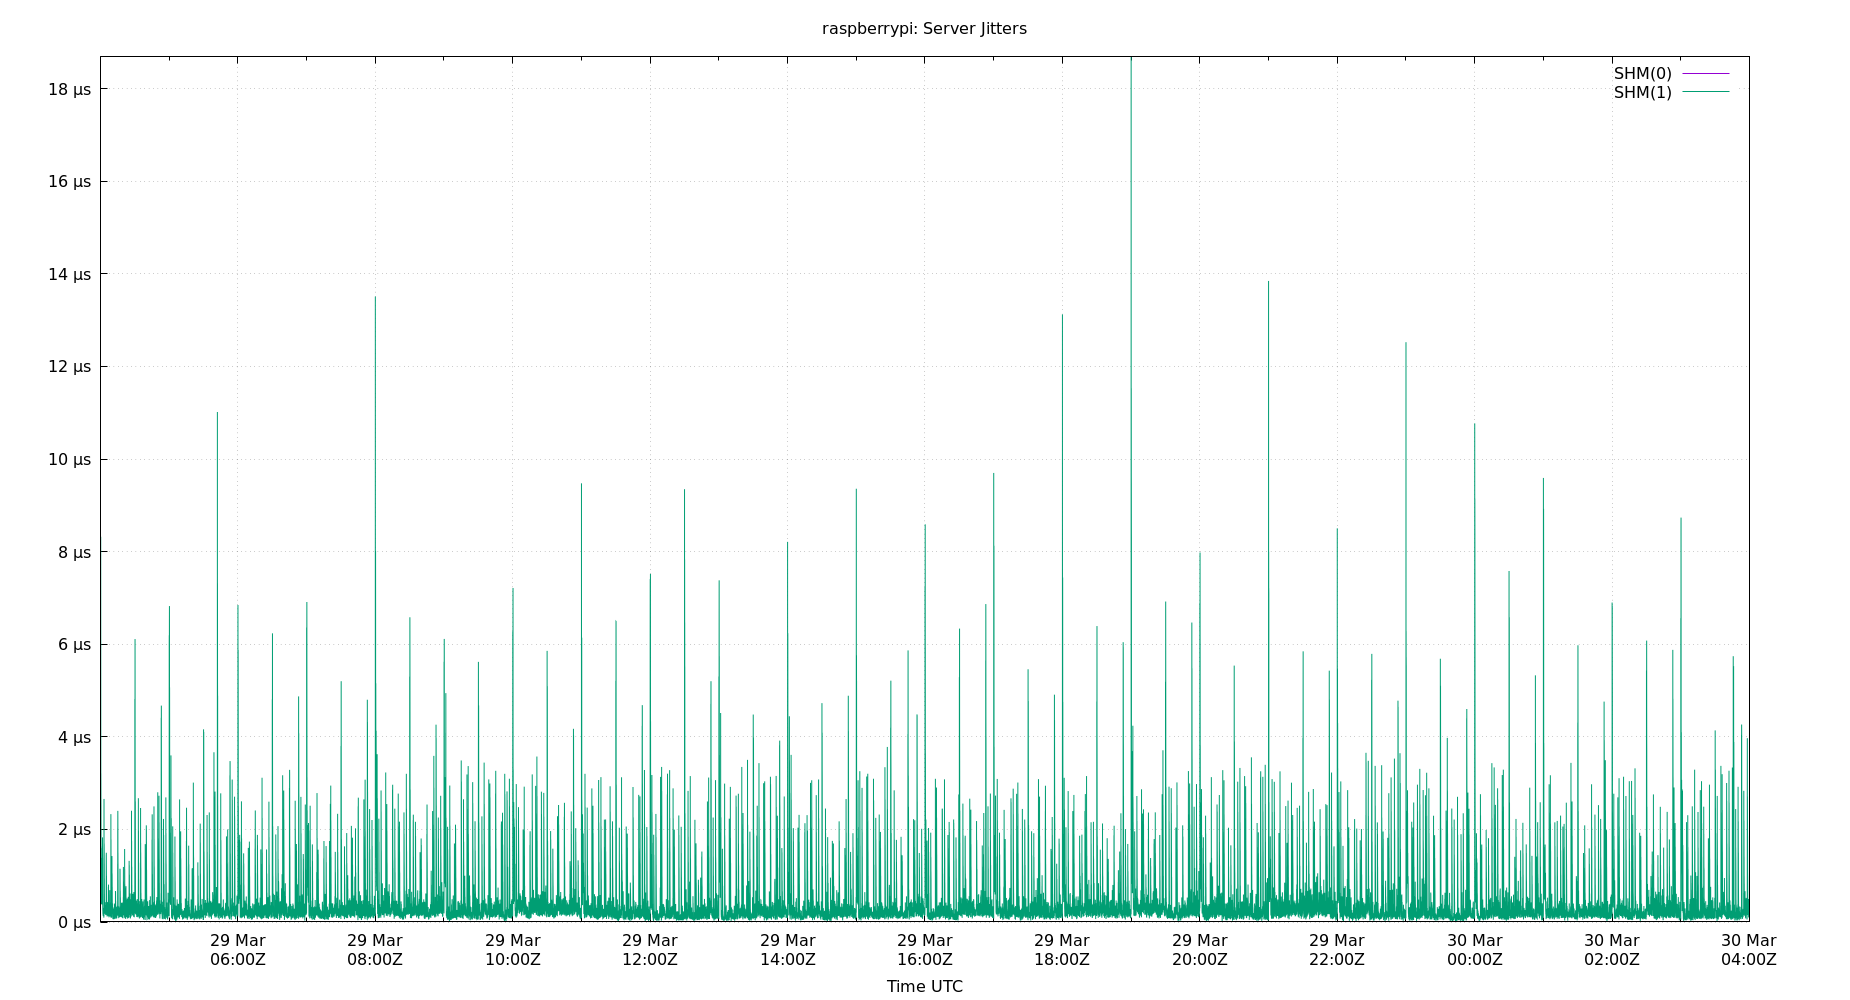 raspberrypi: Server Jitters
SHM(0)
SHM(1)
18 µs
16 µs
14 µs
12 µs
10 µs
8 µs
6 µs
4 µs
2 µs
0 µs
29 Mar 29 Mar 29 Mar 29 Mar 29 Mar 29 Mar 29 Mar 29 Mar 29 Mar 30 Mar 30 Mar 30 Mar
06:00Z 08:00Z 10:00Z 12:00Z 14:00Z 16:00Z 18:00Z 20:00Z 22:00Z 00:00Z 02:00Z 04:00Z
Time UTC